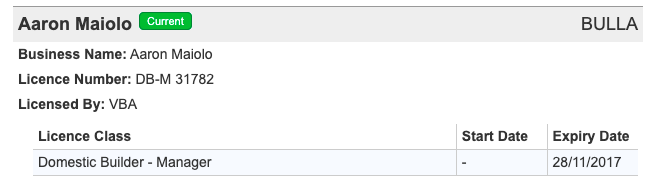 Aaron Maiolo Current BULLA
Business Name: Aaron Maiolo
Licence Number: DB-M 31782
Licensed By: VBA
Licence Class Start Date Expiry Date
Domestic Builder - Manager - 28/11/2017